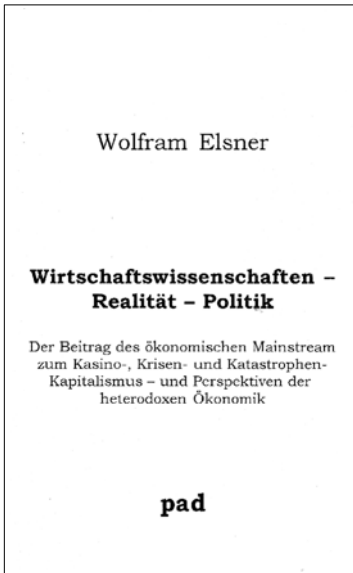 Wolfram Elsner
Wirtschaftswissenschaften –
Realität – Politik
Der Beitrag des ökonomischen Mainstream
zum Kasino-, Krisen- und Katastrophen-
Kapitalismus – und Perspektiven der
heterodoxen Ökonomik
pad